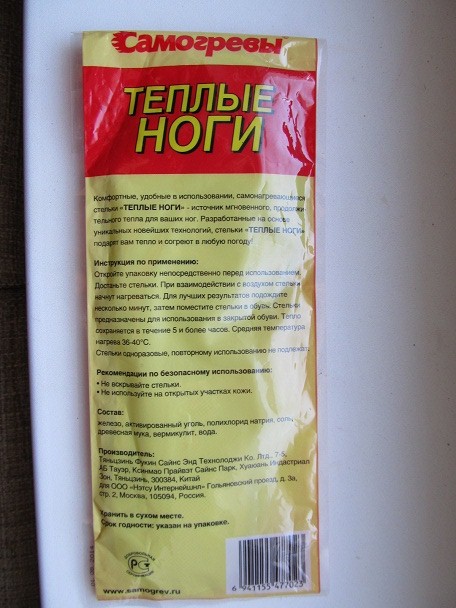 Самогревы
ТЕПЛЫЕ
НОГИ
Комфортные, удобные в использовании, самонагревающиеся
стельки «ТЕПЛЫЕ НОГИ» - источник мгновенного, продолжи
тельного тепла для ваших ног. Разработанные на основе
уникальных новейших технологий, стельки «ТЕПЛЫЕ НОГИ»
подарят вам тепло и согреют в любую погоду!
Инструкция по применению:
Откройте упаковку непосредственно перед использованием.
Достаньте стельки. При взаимодействии с воздухом стельки
начнут нагреваться. Для лучших результатов подождите
несколько минут, затем поместите стельки в обувь. Стельки
предназначены для использования в закрытой обуви. Тепло
сохраняется в течение 5 и более часов. Средняя температура
нагрева 36-40°С.
Стельки одноразовые, повторному использованию не подлежат.
Рекомендации по безопасному использованию:
• Не вскрывайте стельки.
• Не используйте на открытых участках кожи.
Состав:
железо, активированный уголь, полихлорид натрия, соль,
древесная мука, вермикулит, вода.
Производитель:
Тяньцзинь Фукин Сайнс Энд Технолоджи Ко. Лтд., 7-5,
АБ Тауэр, Ксинмао Прайвэт Сайнс Парк, Хуаюань Индастриал
Зон, Тяньцзинь, 300384, Китай
для ООО «Нэтсу Интернейшнл» Гольяновский проезд, д. 3а,
стр. 2, Москва, 105094, Россия.
Хранить в сухом месте.
Срок годности: указан на упаковке.
РСТ
www.samogrev.ru